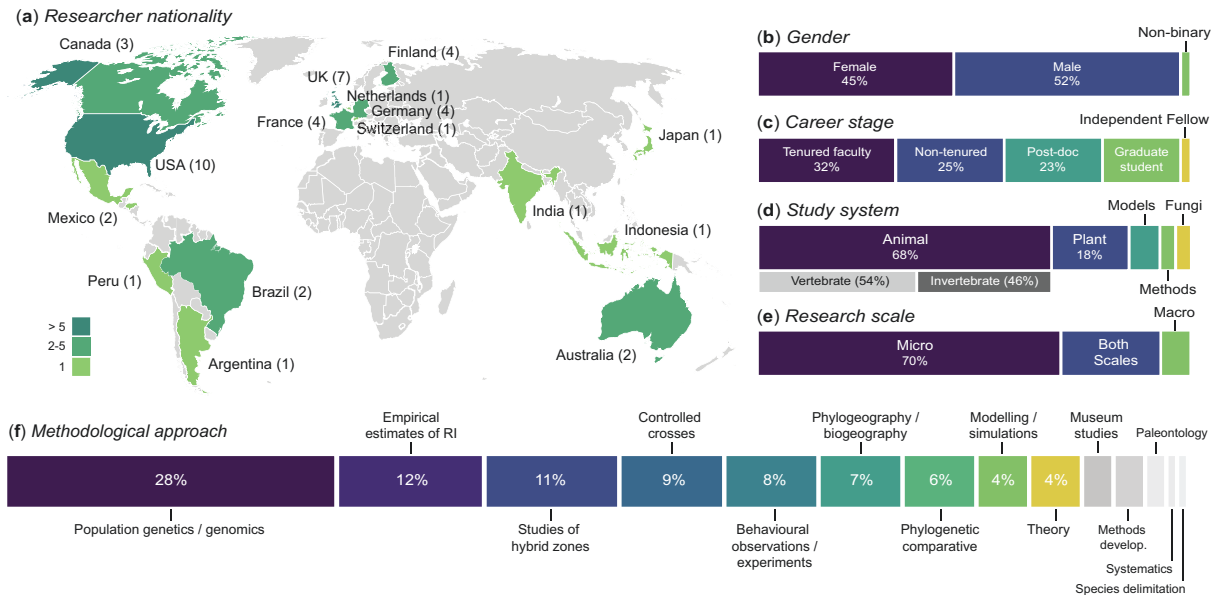 (a) Researcher nationality
Canada (3)
Finland (4)
UK (7)
Netherlands (1)
Germany (4)
France (4)
Switzerland (1)
Japan (1)
USA (10)
Mexico (2)
India (1)
Indonesia (1)
Peru (1)
Brazil (2)
Argentina (1)
Australia (2)
> 5
2-5
1
(b) Gender
Non-binary
Female
45%
Male
52%
(c) Career stage
Independent Fellow
Tenured faculty
32%
Non-tenured
25%
Post-doc
23%
Graduate
student
(d) Study system
Models
Fungi
Animal
68%
Plant
18%
Vertebrate (54%)
Invertebrate (46%)
Methods
(e) Research scale
Macro
Micro
70%
Both
Scales
(f) Methodological approach
Empirical
estimates of RI
Controlled
crosses
Phylogeography /
biogeography
Modelling /
simulations
Museum
studies
Paleontology
28%
12%
11%
9%
8%
7%
6%
4%
4%
Population genetics / genomics
Studies of
hybrid zones
Behavioural
observations /
experiments
Phylogenetic
comparative
Theory
Methods
develop.
Systematics
Species delimitation